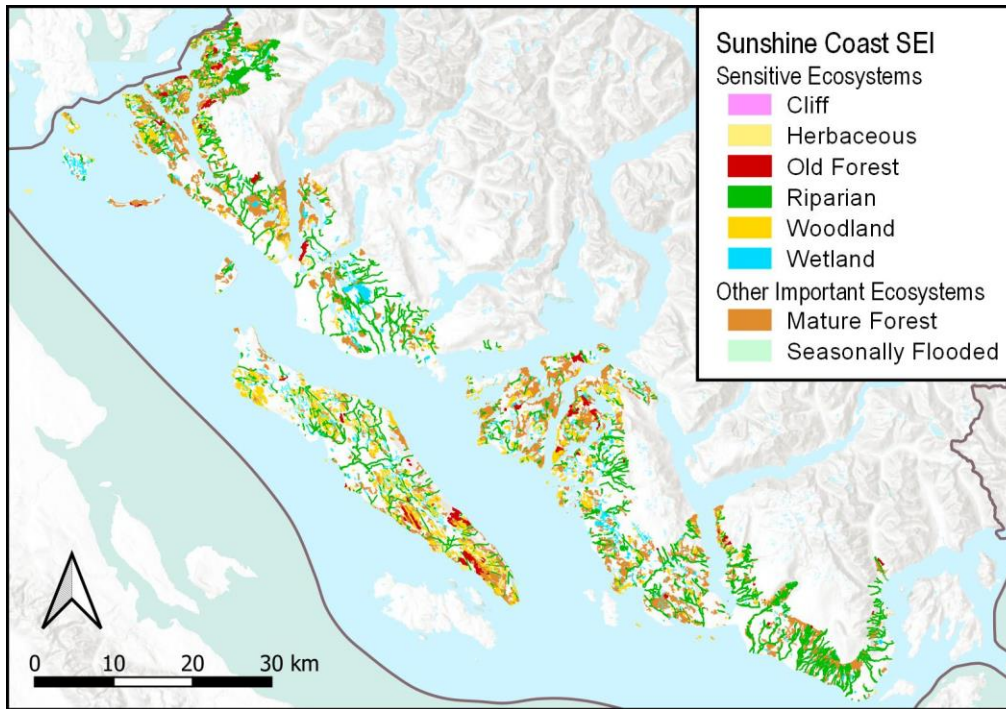 Sunshine Coast SEI
Sensitive Ecosystems
Cliff
Herbaceous
Old Forest
Riparian
Woodland
Wetland
Other Important Ecosystems
Mature Forest
Seasonally Flooded
0 10 20 30 km